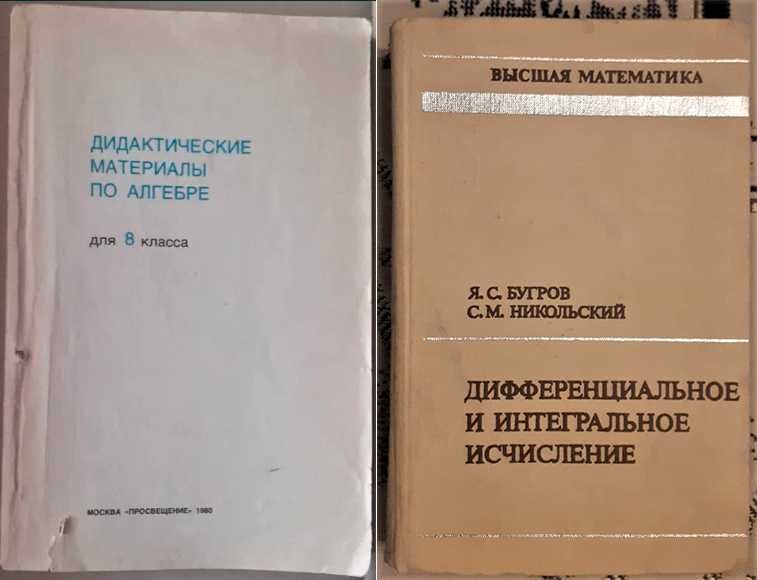 ДИДАКТИЧЕСКИЕ
МАТЕРИАЛЫ
ПО АЛГЕБРЕ
для 8 класса
МОСКВА «ПРОСВЕЩЕНИЕ» 1980
ВЫСШАЯ МАТЕМАТИКА
Я. С. БУГРОВ
С. М. НИКОЛЬСКИЙ
ДИФФЕРЕНЦИАЛЬНОЕ
И ИНТЕГРАЛЬНОЕ
ИСЧИСЛЕНИЕ